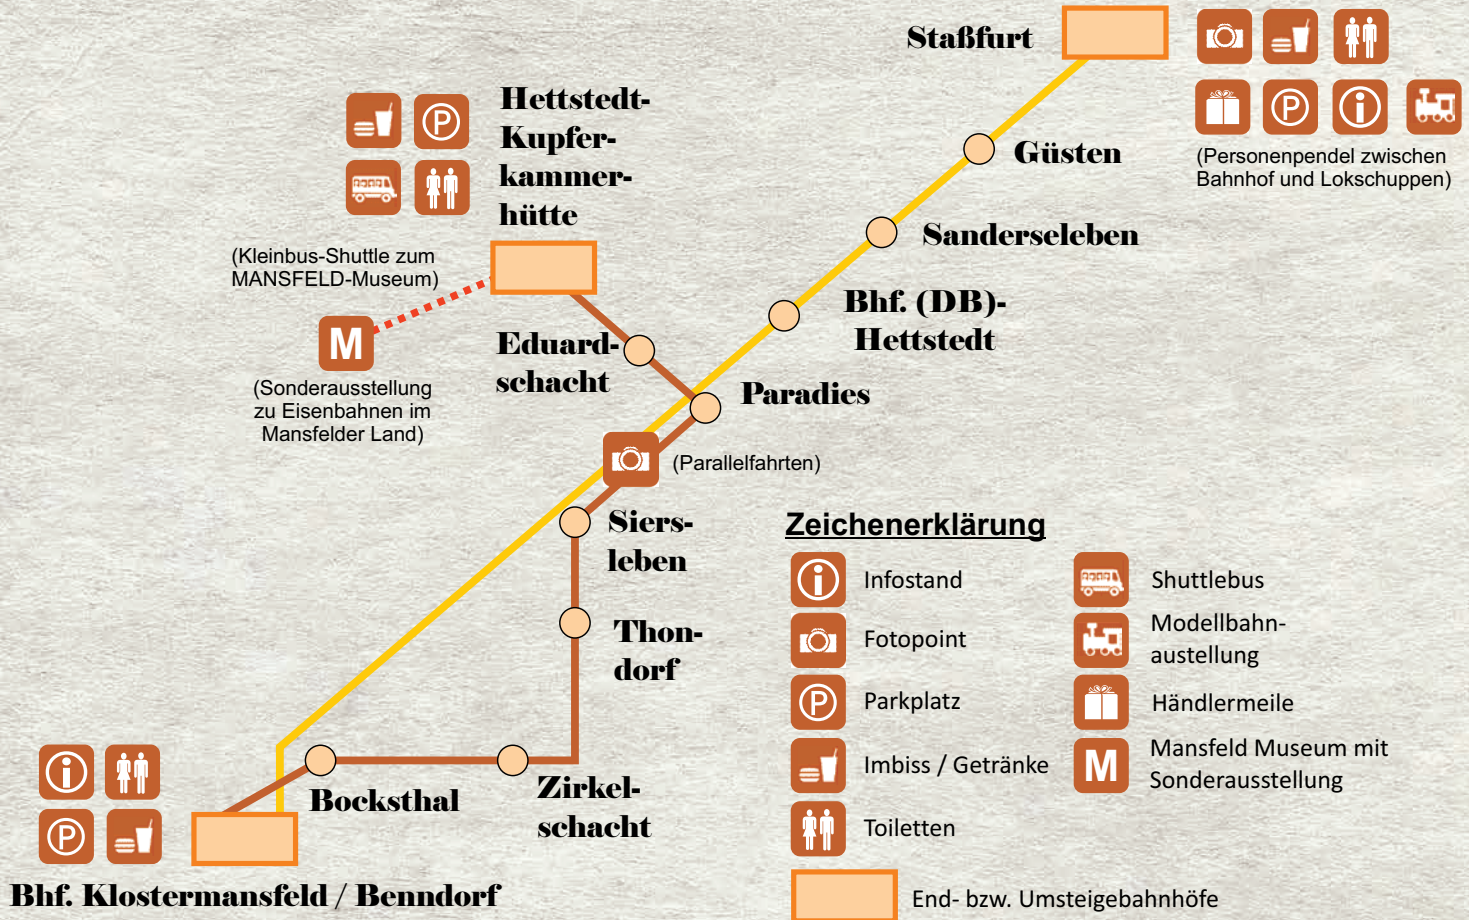 Staßfurt
(Personenpendel zwischen
Bahnhof und Lokschuppen)
Hettstedt-
Kupfer-
kammer-
hütte
P
P
i
Güsten
Sanderseleben
(Kleinbus-Shuttle zum
MANSFELD-Museum)
Bhf. (DB)-
Hettstedt
M
Eduard-
schacht
(Sonderausstellung
zu Eisenbahnen im
Mansfelder Land)
Paradies
(Parallelfahrten)
Siers-
leben
Thon-
dorf
Zirkel-
schacht
Bocksthal
i
P
Bhf. Klostermansfeld / Benndorf
Zeichenerklärung
i Infostand
Fotopoint
P Parkplatz
Imbiss / Getränke
Toiletten
Shuttlebus
Modellbahn-
austellung
Händlermeile
M Mansfeld Museum mit
Sonderausstellung
End- bzw. Umsteigebahnhöfe